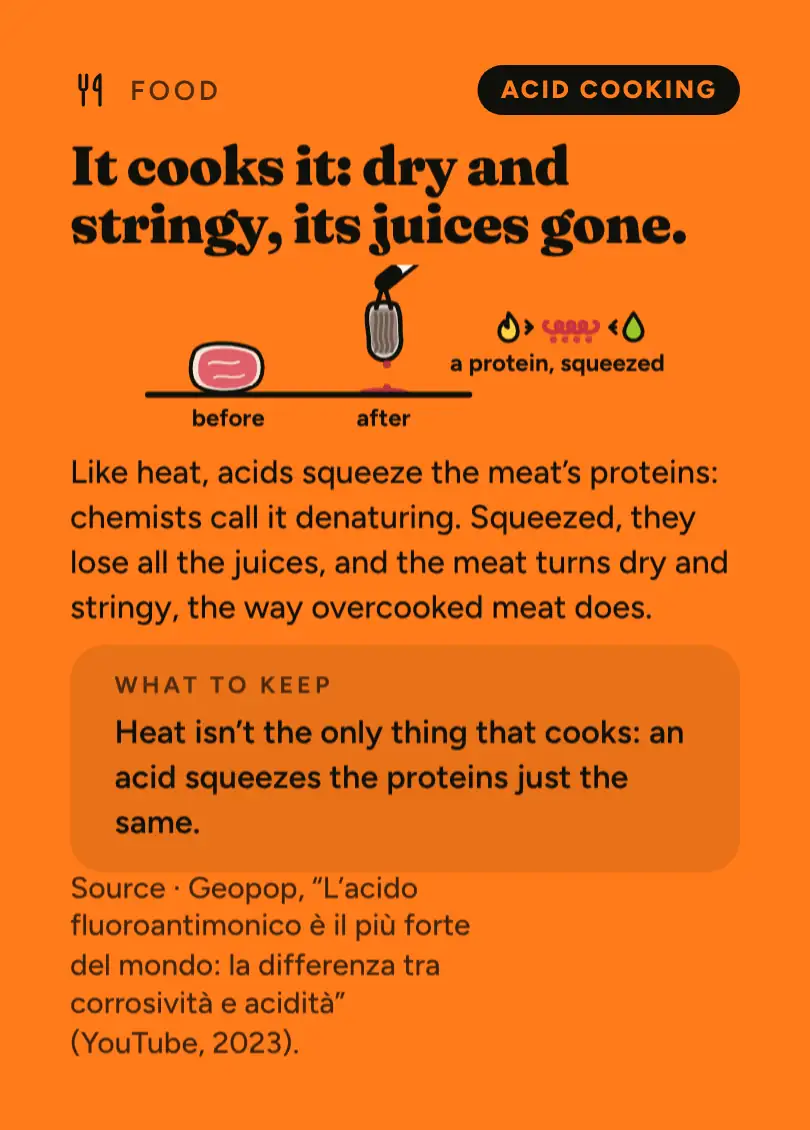 FOOD
ACID COOKING
It cooks it: dry and
stringy, its juices gone.
a protein, squeezed
before
after
Like heat, acids squeeze the meat’s proteins:
chemists call it denaturing. Squeezed, they
lose all the juices, and the meat turns dry and
stringy, the way overcooked meat does.
WHAT TO KEEP
Heat isn’t the only thing that cooks: an
acid squeezes the proteins just the
same.
Source · Geopop, “L’acido
fluoroantimonico è il più forte
del mondo: la differenza tra
corrosività e acidità”
(YouTube, 2023).